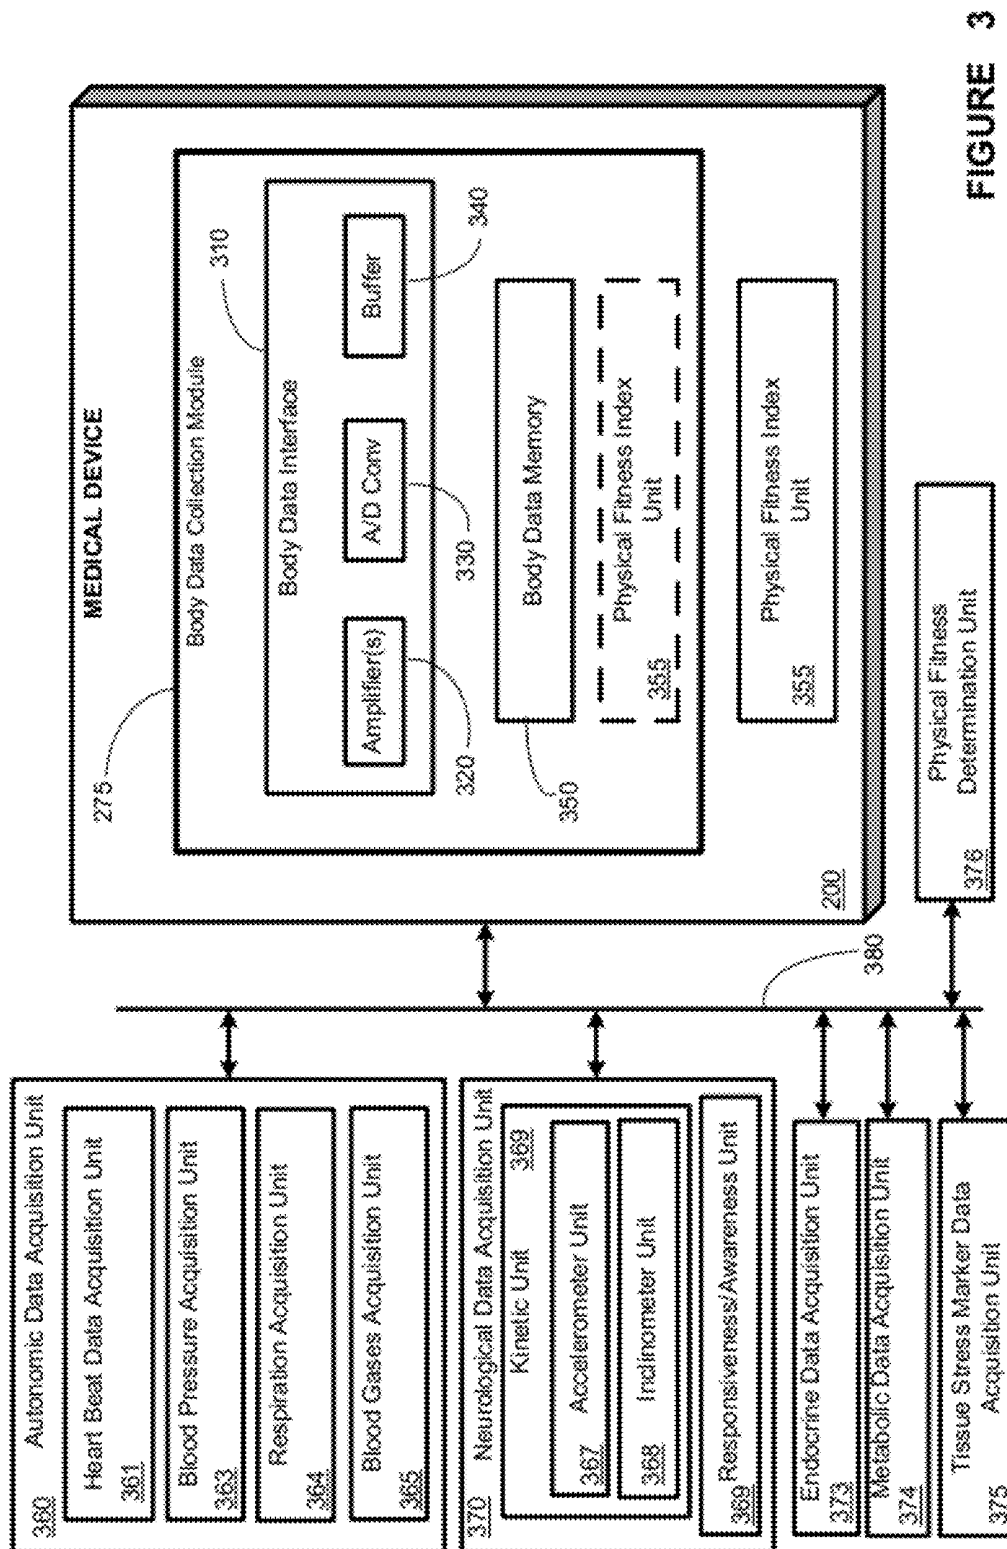 MEDICAL DEVICE
275
Body Data Collection Module
310
Body Data Interface
Amplifier(s)
A/D Conv
Buffer
320
330
340
Body Data Memory
350
Physical Fitness Index
Unit
355
Physical Fitness Index
Unit
355
200
360
Autonomic Data Acquisition Unit
Heart Beat Data Acquisition Unit
361
Blood Pressure Acquisition Unit
363
Respiration Acquisition Unit
364
Blood Gases Acquisition Unit
365
370
Neurological Data Acquisition Unit
Kinetic Unit
369
Accelerometer Unit
367
Inclinometer Unit
368
Responsiveness/Awareness Unit
369
Endocrine Data Acquisition Unit
373
Metabolic Data Acquisition Unit
374
Tissue Stress Marker Data
Acquisition Unit
375
380
Physical Fitness
Determination Unit
376
FIGURE 3